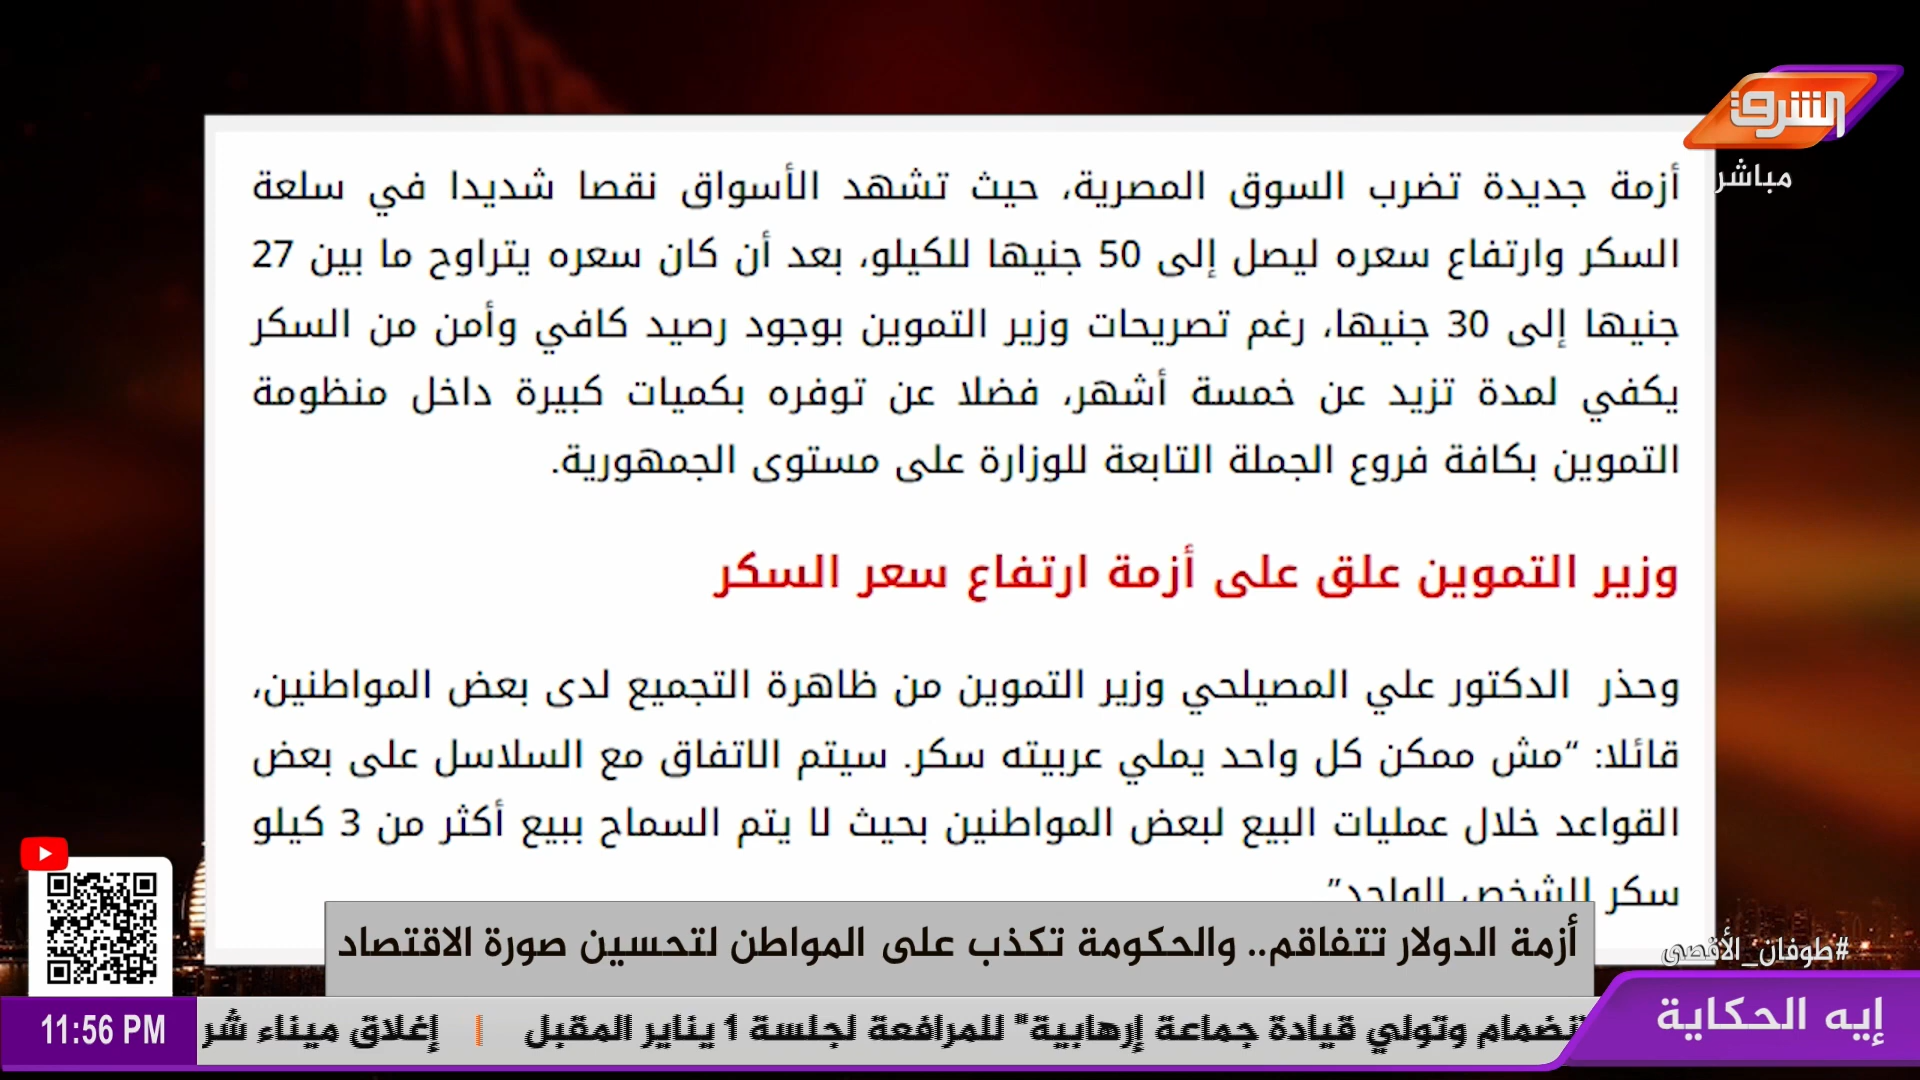 الشرق
مباشر
أزمة جديدة تضرب السوق المصرية، حيث تشهد الأسواق نقصا شديدا في سلعة
السكر وارتفاع سعره ليصل إلى 50 جنيها للكيلو، بعد أن كان سعره يتراوح ما بين 27
جنيها إلى 30 جنيها، رغم تصريحات وزير التموين بوجود رصيد كافي وأمن من السكر
يكفي لمدة تزيد عن خمسة أشهر، فضلا عن توفره بكميات كبيرة داخل منظومة
التموين بكافة فروع الجملة التابعة للوزارة على مستوى الجمهورية.
وزير التموين علق على أزمة ارتفاع سعر السكر
وحذر الدكتور علي المصيلحي وزير التموين من ظاهرة التجميع لدى بعض المواطنين،
قائلا: “مش ممكن كل واحد يملي عربيته سكر. سيتم الاتفاق مع السلاسل على بعض
القواعد خلال عمليات البيع لبعض المواطنين بحيث لا يتم السماح ببيع أكثر من 3 كيلو
سكر للشخص الواحد”
أزمة الدولار تتفاقم.. والحكومة تكذب على المواطن لتحسين صورة الاقتصاد
#طوفان_الأقصى
إيه الحكاية
نضمام وتولي قيادة جماعة إرهابية" للمرافعة لجلسة 1 يناير المقبل | إغلاق ميناء شر
11:56 PM